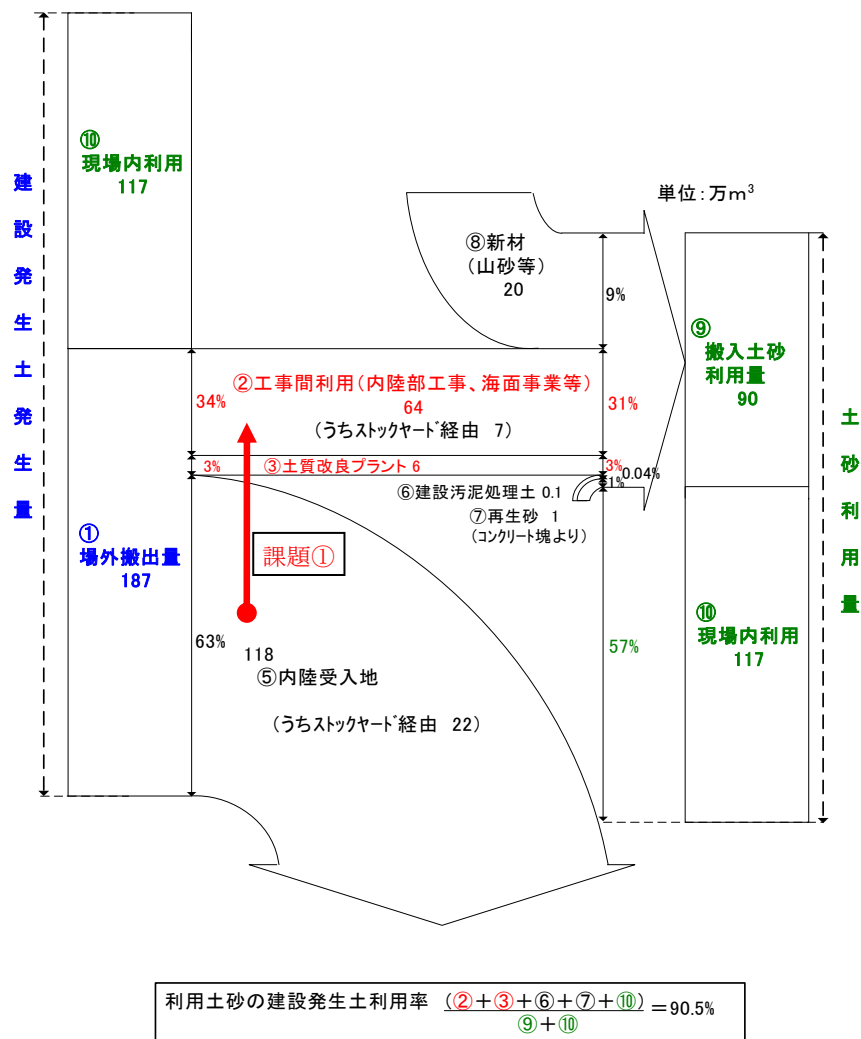 ⑩
現場内利用
117
建設発生土発生量
単位：万m³
⑧新材
（山砂等）
20
9%
⑨
搬入土砂
利用量
90
②工事間利用（内陸部工事、海面事業等）
34%
64
31%
（うちｽﾄｯｸﾔｰﾄﾞ経由 7）
3%
③土質改良プラント 6
3%
0.04%
⑥建設汚泥処理土 0.1
1%
⑦再生砂 1
（ｺﾝｸﾘｰﾄ塊より）
土砂利用量
①
場外搬出量
187
課題①
63%
118
⑤内陸受入地
（うちｽﾄｯｸﾔｰﾄﾞ経由 22）
57%
⑩
現場内利用
117
利用土砂の建設発生土利用率 (②＋③＋⑥＋⑦＋⑩)
⑨＋⑩
＝90.5%